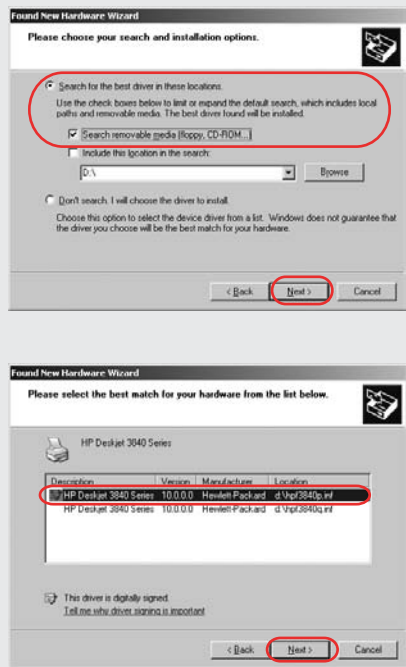 Found New Hardware Wizard
Please choose your search and installation options.
Search for the best driver in these locations.
Use the check boxes below to limit or expand the default search, which includes local
paths and removable media. The best driver found will be installed.
Search removable media (floppy, CD-ROM...)
Include this location in the search:
D:\
Browse
Don't search. I will choose the driver to install.
Choose this option to select the device driver from a list. Windows does not guarantee that
the driver you choose will be the best match for your hardware.
< Back Next > Cancel
Found New Hardware Wizard
Please select the best match for your hardware from the list below.
HP Deskjet 3840 Series
Description Version Manufacturer Location
HP Deskjet 3840 Series 10.0.0.0 Hewlett-Packard d:\hpf3840p.inf
HP Deskjet 3840 Series 10.0.0.0 Hewlett-Packard d:\hpf3840q.inf
This driver is digitally signed.
Tell me why driver signing is important
< Back Next > Cancel